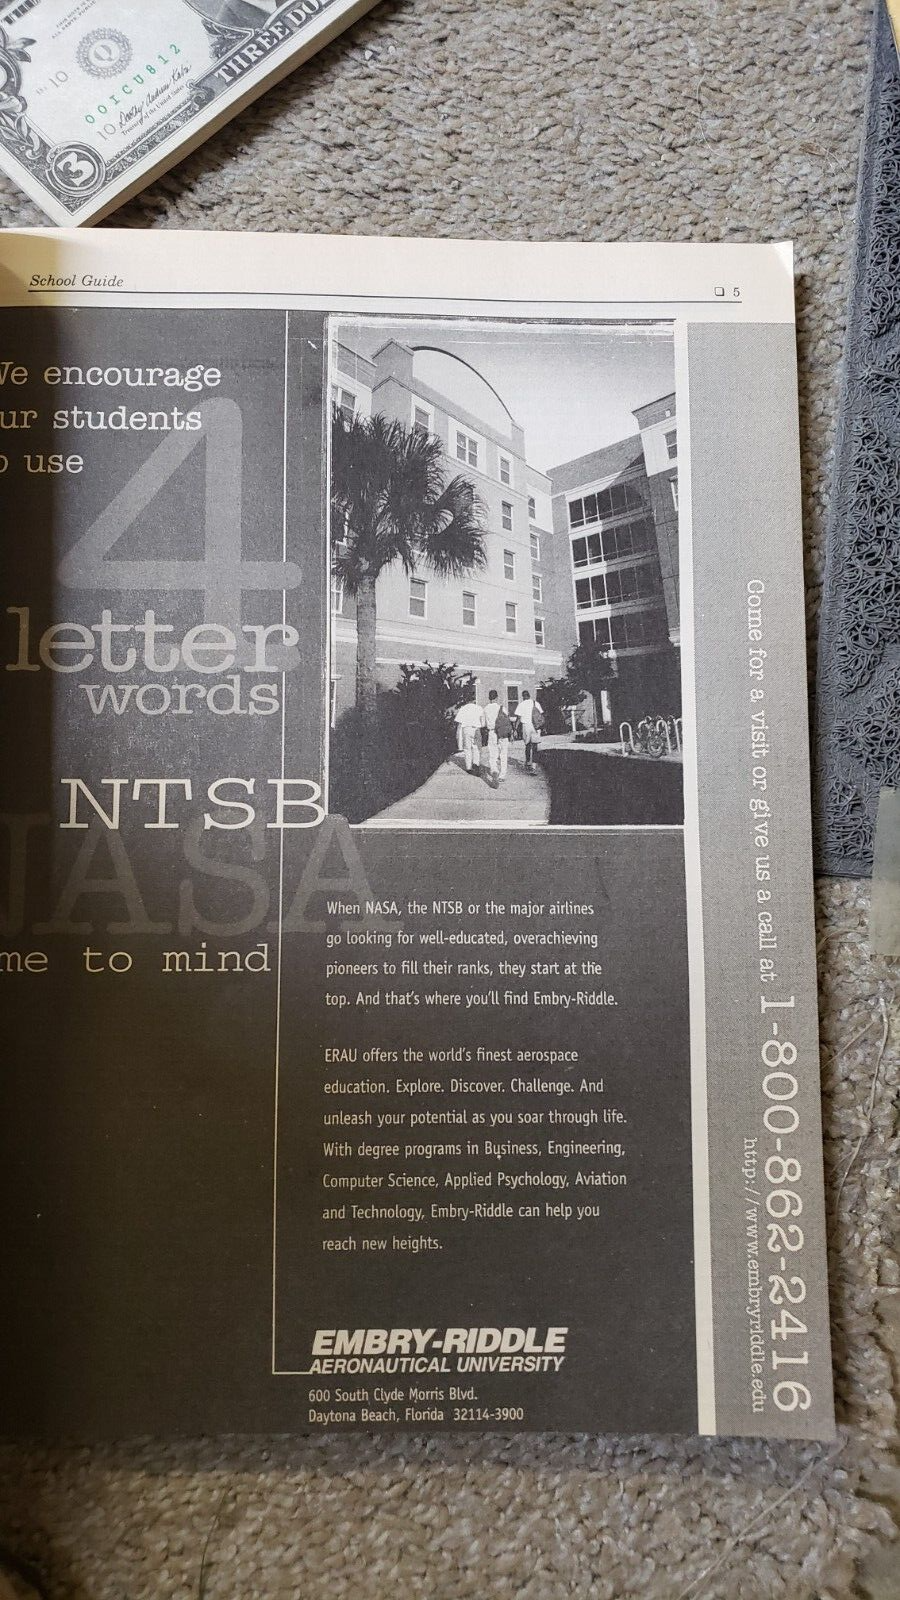 THREE DO
10
00ICU812
10
3
School Guide
5
We encourage
ur students
o use
4
letter
words
NTSB
NASA
me to mind
When NASA, the NTSB or the major airlines
go looking for well-educated, overachieving
pioneers to fill their ranks, they start at the
top. And that's where you'll find Embry-Riddle.
ERAU offers the world's finest aerospace
education. Explore. Discover. Challenge. And
unleash your potential as you soar through life.
With degree programs in Business, Engineering,
Computer Science, Applied Psychology, Aviation
and Technology, Embry-Riddle can help you
reach new heights.
EMBRY-RIDDLE
AERONAUTICAL UNIVERSITY
600 South Clyde Morris Blvd.
Daytona Beach, Florida 32114-3900
Come for a visit or give us a call at 1-800-862-2416
http://www.embryriddle.edu